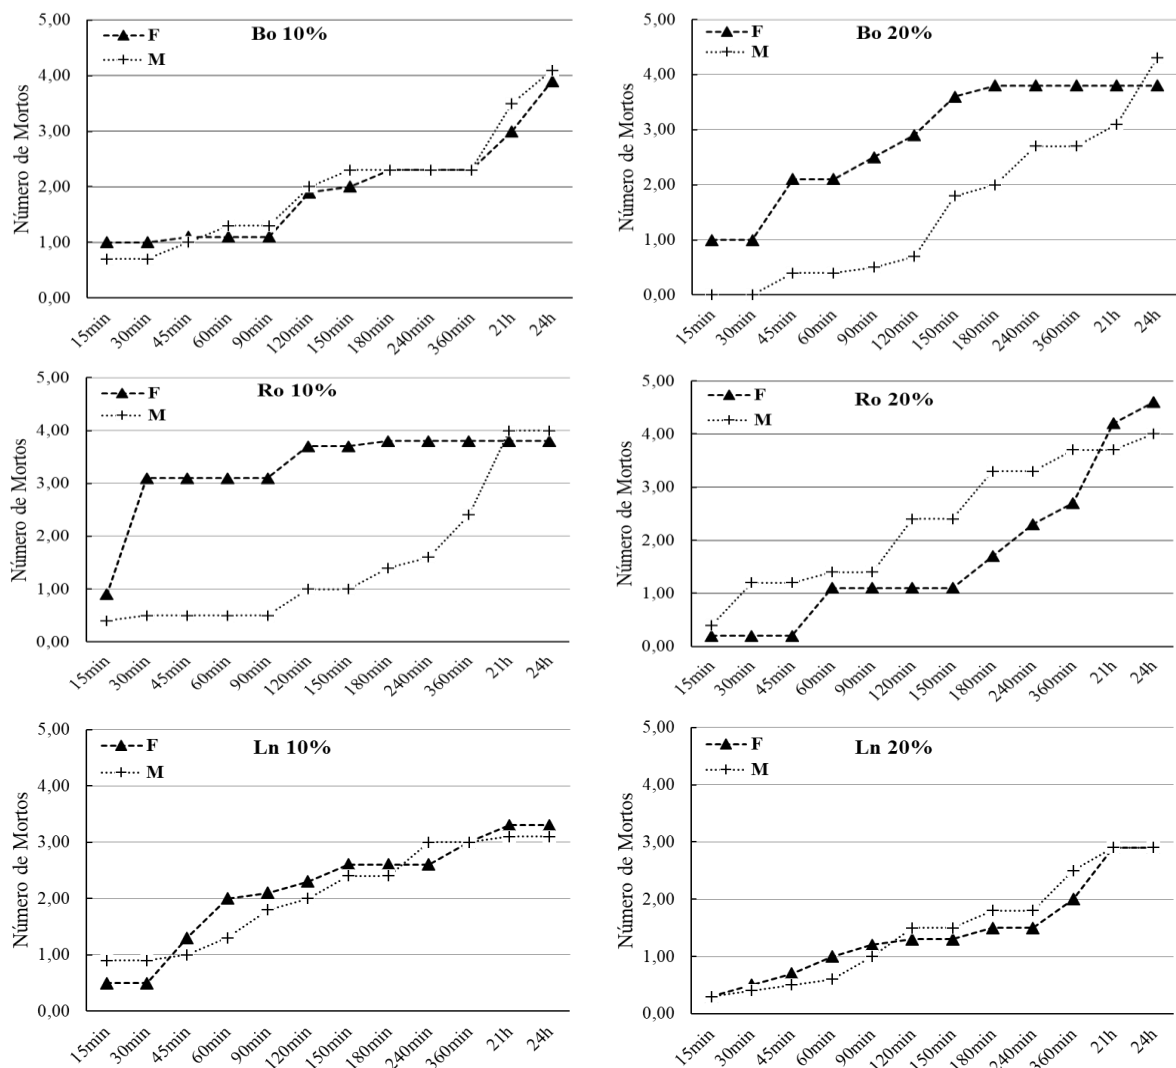 Bo 10%
F
M
Número de Mortos
5,00
4,00
3,00
2,00
1,00
0,00
15min 30min 45min 60min 90min 120min 150min 180min 240min 360min 21h 24h
Bo 20%
F
M
Número de Mortos
5,00
4,00
3,00
2,00
1,00
0,00
15min 30min 45min 60min 90min 120min 150min 180min 240min 360min 21h 24h
Ro 10%
F
M
Número de Mortos
5,00
4,00
3,00
2,00
1,00
0,00
15min 30min 45min 60min 90min 120min 150min 180min 240min 360min 21h 24h
Ro 20%
F
M
Número de Mortos
5,00
4,00
3,00
2,00
1,00
0,00
15min 30min 45min 60min 90min 120min 150min 180min 240min 360min 21h 24h
Ln 10%
F
M
Número de Mortos
5,00
4,00
3,00
2,00
1,00
0,00
15min 30min 45min 60min 90min 120min 150min 180min 240min 360min 21h 24h
Ln 20%
F
M
Número de Mortos
5,00
4,00
3,00
2,00
1,00
0,00
15min 30min 45min 60min 90min 120min 150min 180min 240min 360min 21h 24h